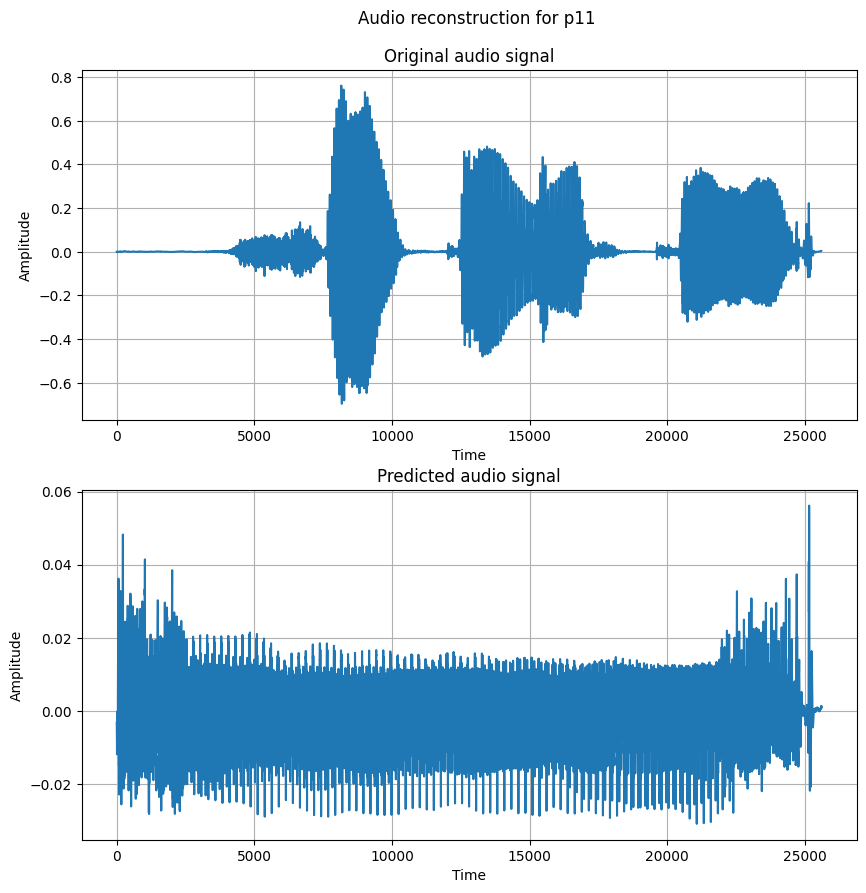 Audio reconstruction for p11
Original audio signal
0.8
0.6
0.4
0.2
0.0
−0.2
−0.4
−0.6
Amplitude
0 5000 10000 15000 20000 25000
Time
Predicted audio signal
0.06
0.04
0.02
0.00
−0.02
Amplitude
0 5000 10000 15000 20000 25000
Time